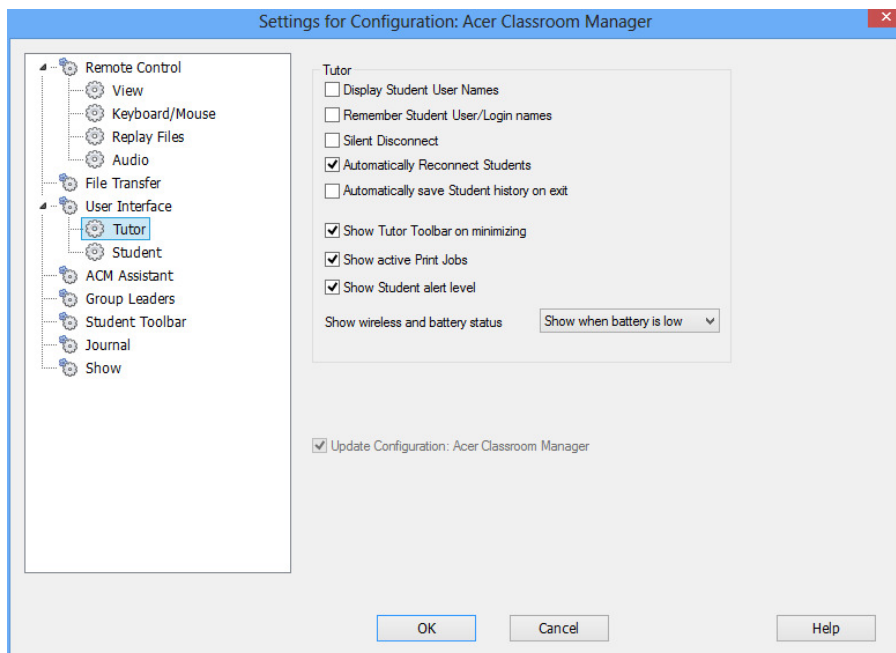 Settings for Configuration: Acer Classroom Manager
Remote Control
View
Keyboard/Mouse
Replay Files
Audio
File Transfer
User Interface
Tutor
Student
ACM Assistant
Group Leaders
Student Toolbar
Journal
Show
Tutor
Display Student User Names
Remember Student User/Login names
Silent Disconnect
Automatically Reconnect Students
Automatically save Student history on exit
Show Tutor Toolbar on minimizing
Show active Print Jobs
Show Student alert level
Show wireless and battery status Show when battery is low
Update Configuration: Acer Classroom Manager
OK Cancel Help